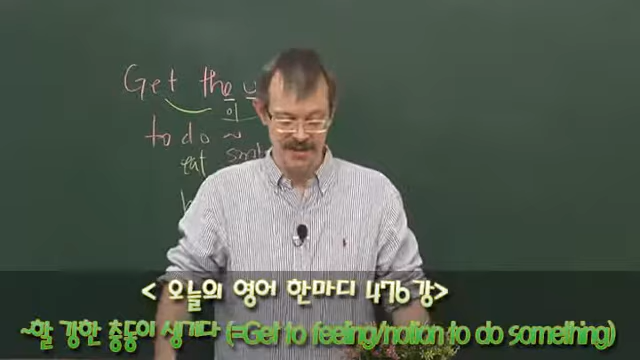 Get the
이
to do ~
eat
< 오늘의 영어 한마디 476강>
~할 강한 충동이 생기다 (=Get to feeling/notion to do something)